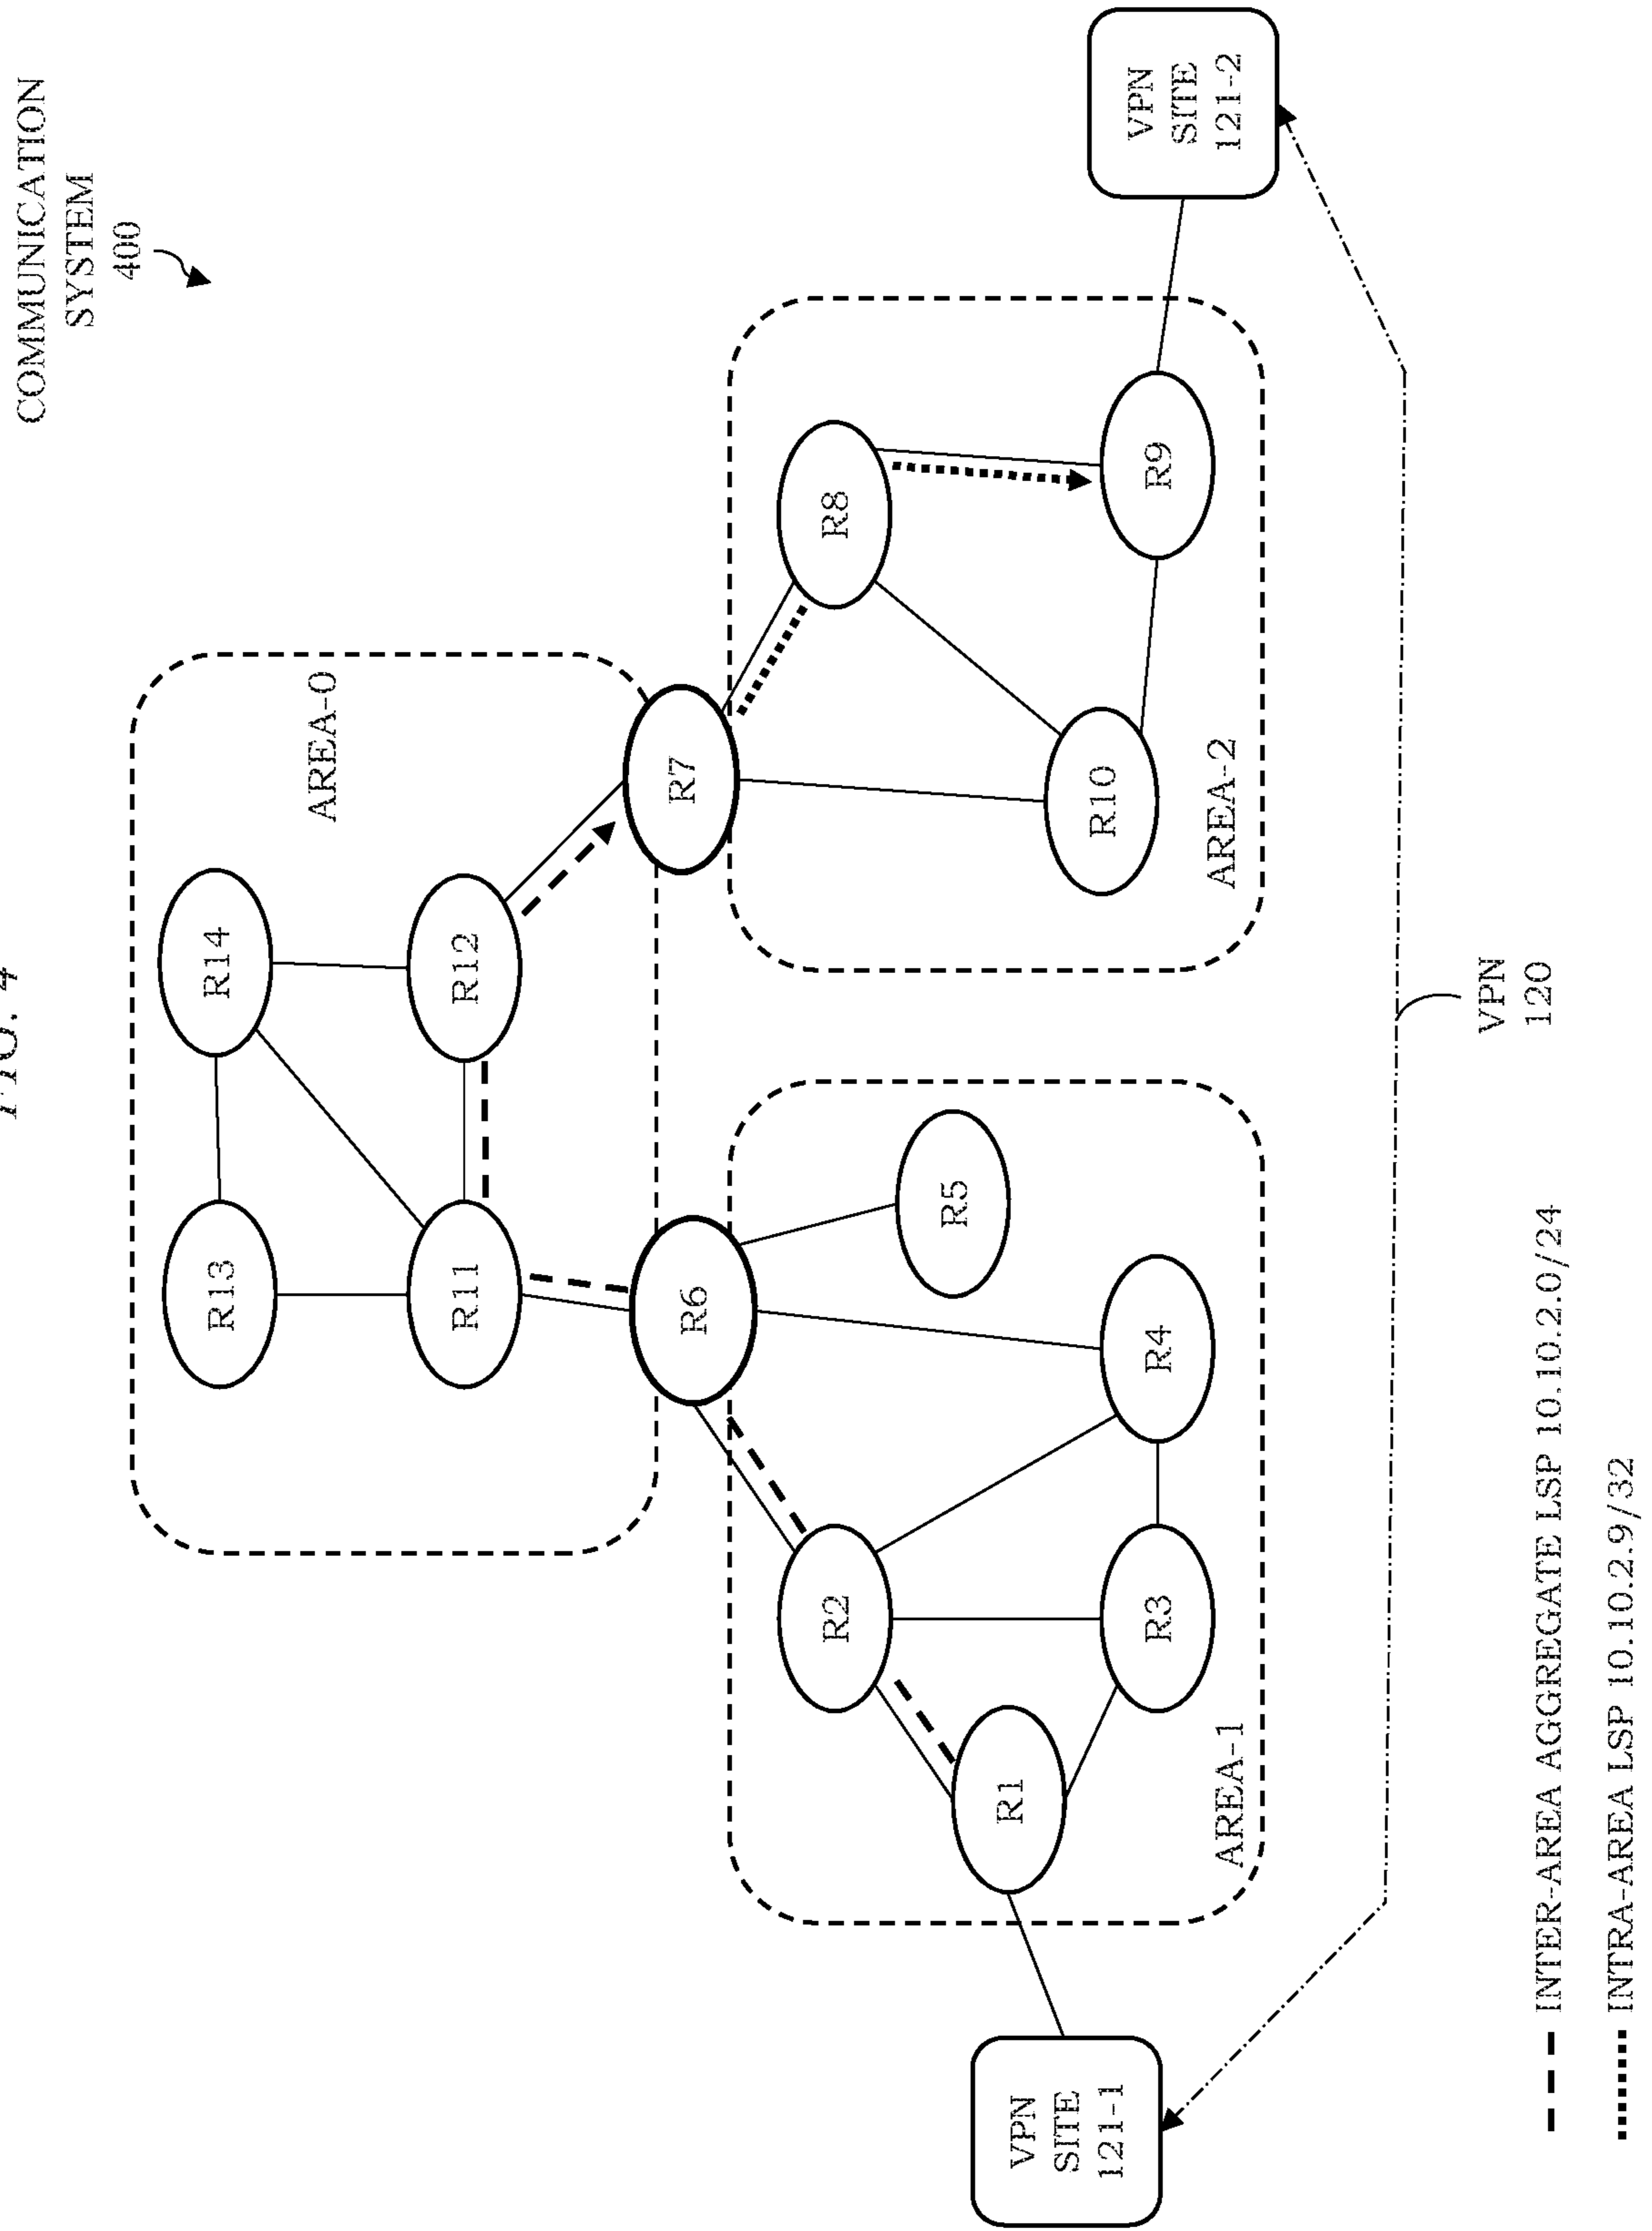 FIG. 4
COMMUNICATION
SYSTEM
400
AREA-0
R13
R14
R11
R12
R6
R7
R2
R5
R8
R1
R10
R3
R4
R9
AREA-1
AREA-2
VPN
SITE
121-1
VPN
SITE
121-2
VPN
120
INTER-AREA AGGREGATE LSP 10.10.2.0/24
INTRA-AREA LSP 10.10.2.9/32